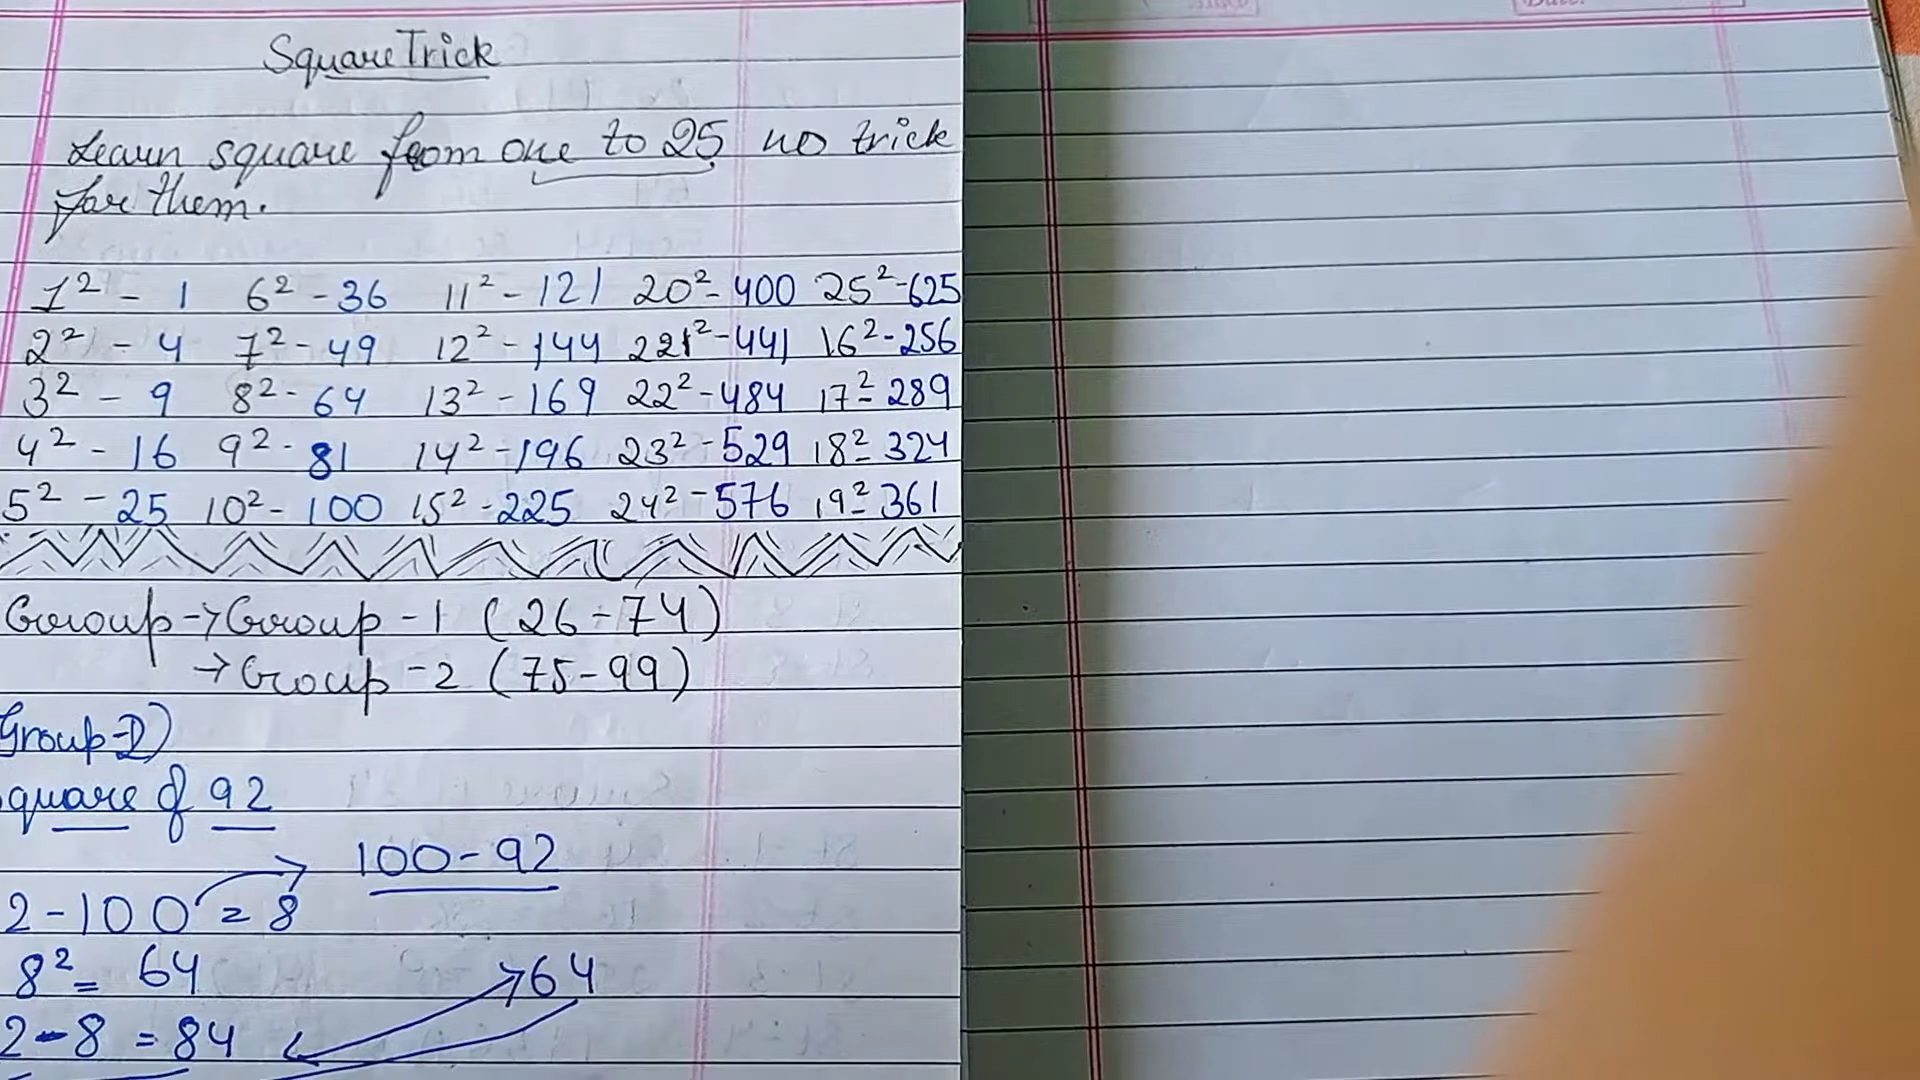 Square Trick
Learn square from one to 25 no trick
for them.
1² - 1 6² - 36 11² - 121 20² - 400 25² - 625
2² - 4 7² - 49 12² - 144 221² - 441 16² - 256
3² - 9 8² - 64 13² - 169 22² - 484 17² - 289
4² - 16 9² - 81 14² - 196 23² - 529 18² - 324
5² - 25 10² - 100 15² - 225 24² - 576 19² - 361
Group → Group - 1 (26 - 74)
→ Group - 2 (75 - 99)
Group-2)
quare of 92
100 - 92
2 - 100 = 8
8² = 64 → 64
2 - 8 = 84